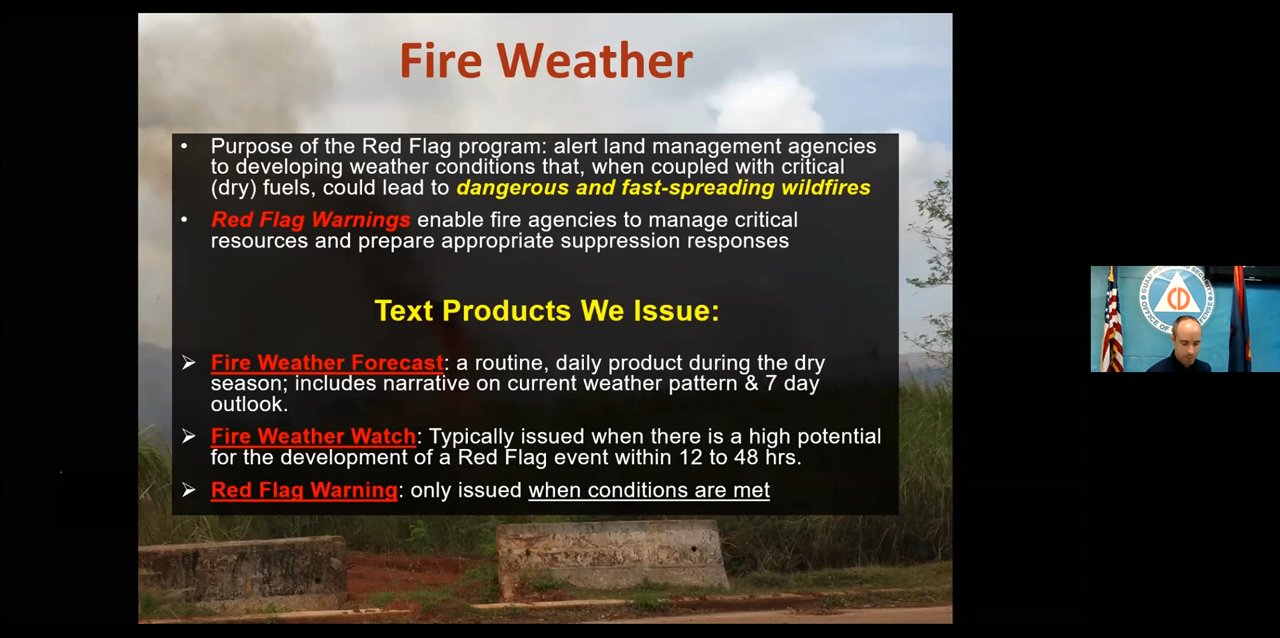 Fire Weather
• Purpose of the Red Flag program: alert land management agencies
to developing weather conditions that, when coupled with critical
(dry) fuels, could lead to dangerous and fast-spreading wildfires
• Red Flag Warnings enable fire agencies to manage critical
resources and prepare appropriate suppression responses
Text Products We Issue:
➢ Fire Weather Forecast: a routine, daily product during the dry
season; includes narrative on current weather pattern & 7 day
outlook.
➢ Fire Weather Watch: Typically issued when there is a high potential
for the development of a Red Flag event within 12 to 48 hrs.
➢ Red Flag Warning: only issued when conditions are met
GUAM
SECURITY
OFFICE OF
CD